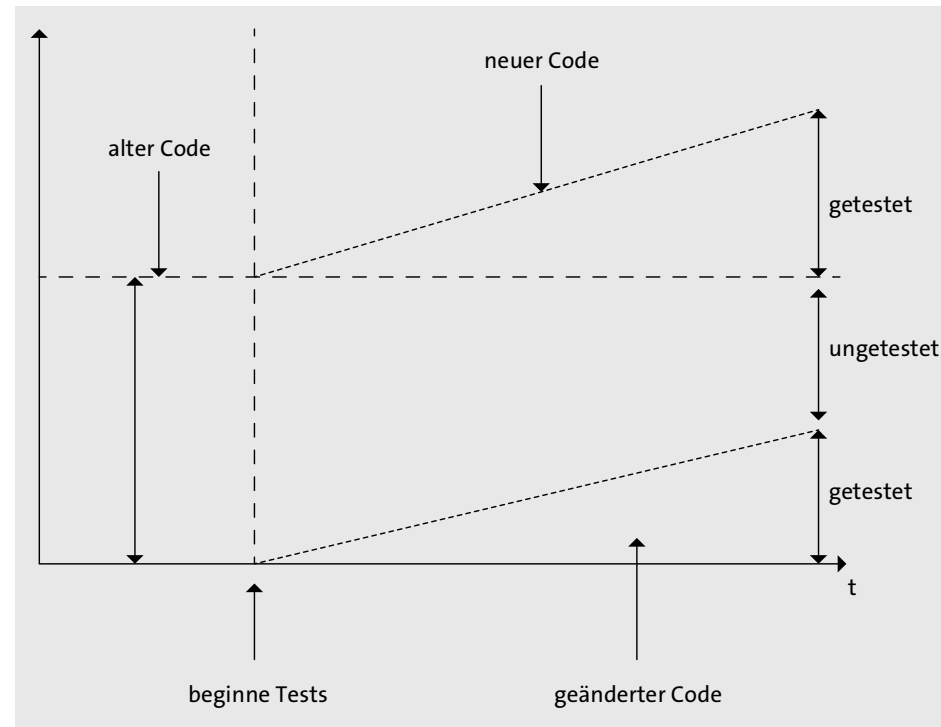 neuer Code
alter Code
getestet
ungetestet
getestet
t
beginne Tests
geänderter Code